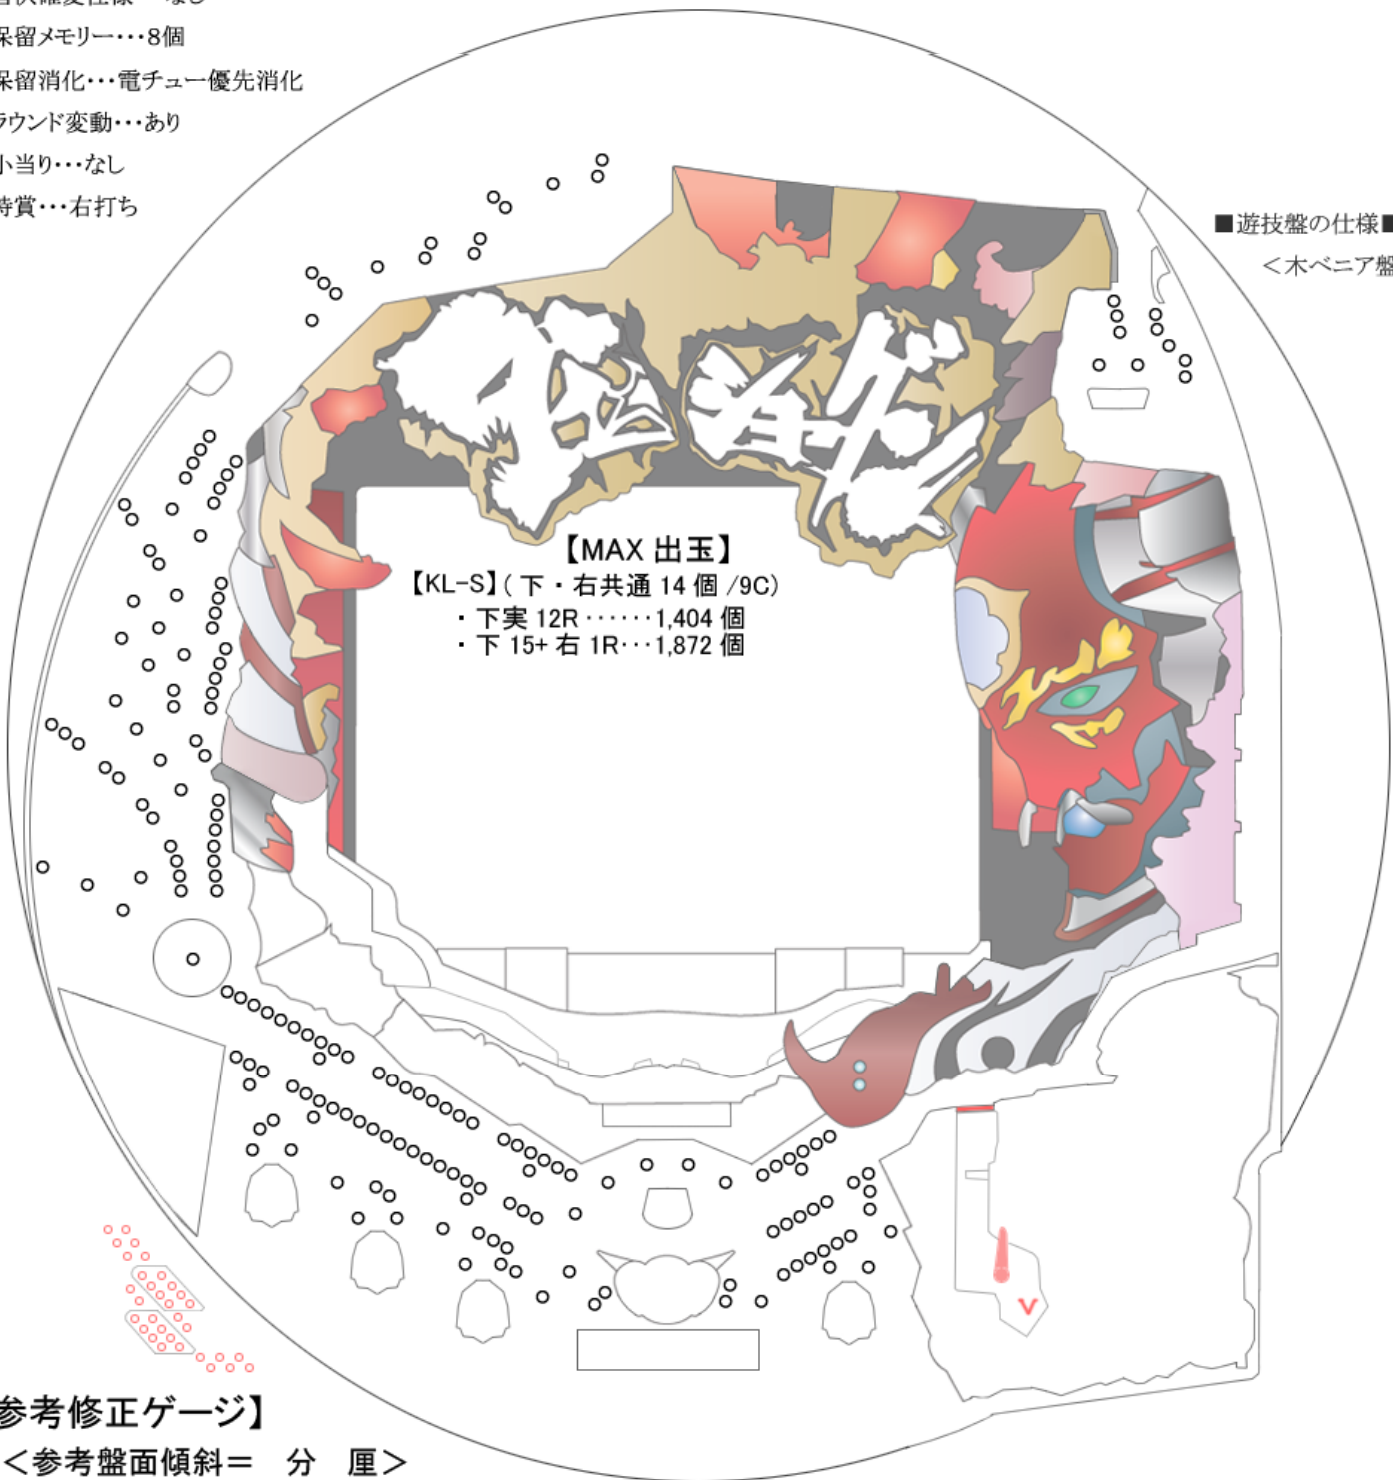 保留メモリー・・・8個
保留消化・・・電チュー優先消化
ラウンド変動・・・あり
小当り・・・なし
特賞・・・右打ち
■遊技盤の仕様■
＜木ベニア盤
【MAX 出玉】
【KL-S】( 下・右共通 14 個 /9C)
・下実 12R ……1,404 個
・下 15+ 右 1R…1,872 個
V
参考修正ゲージ】
＜参考盤面傾斜＝　分　厘＞